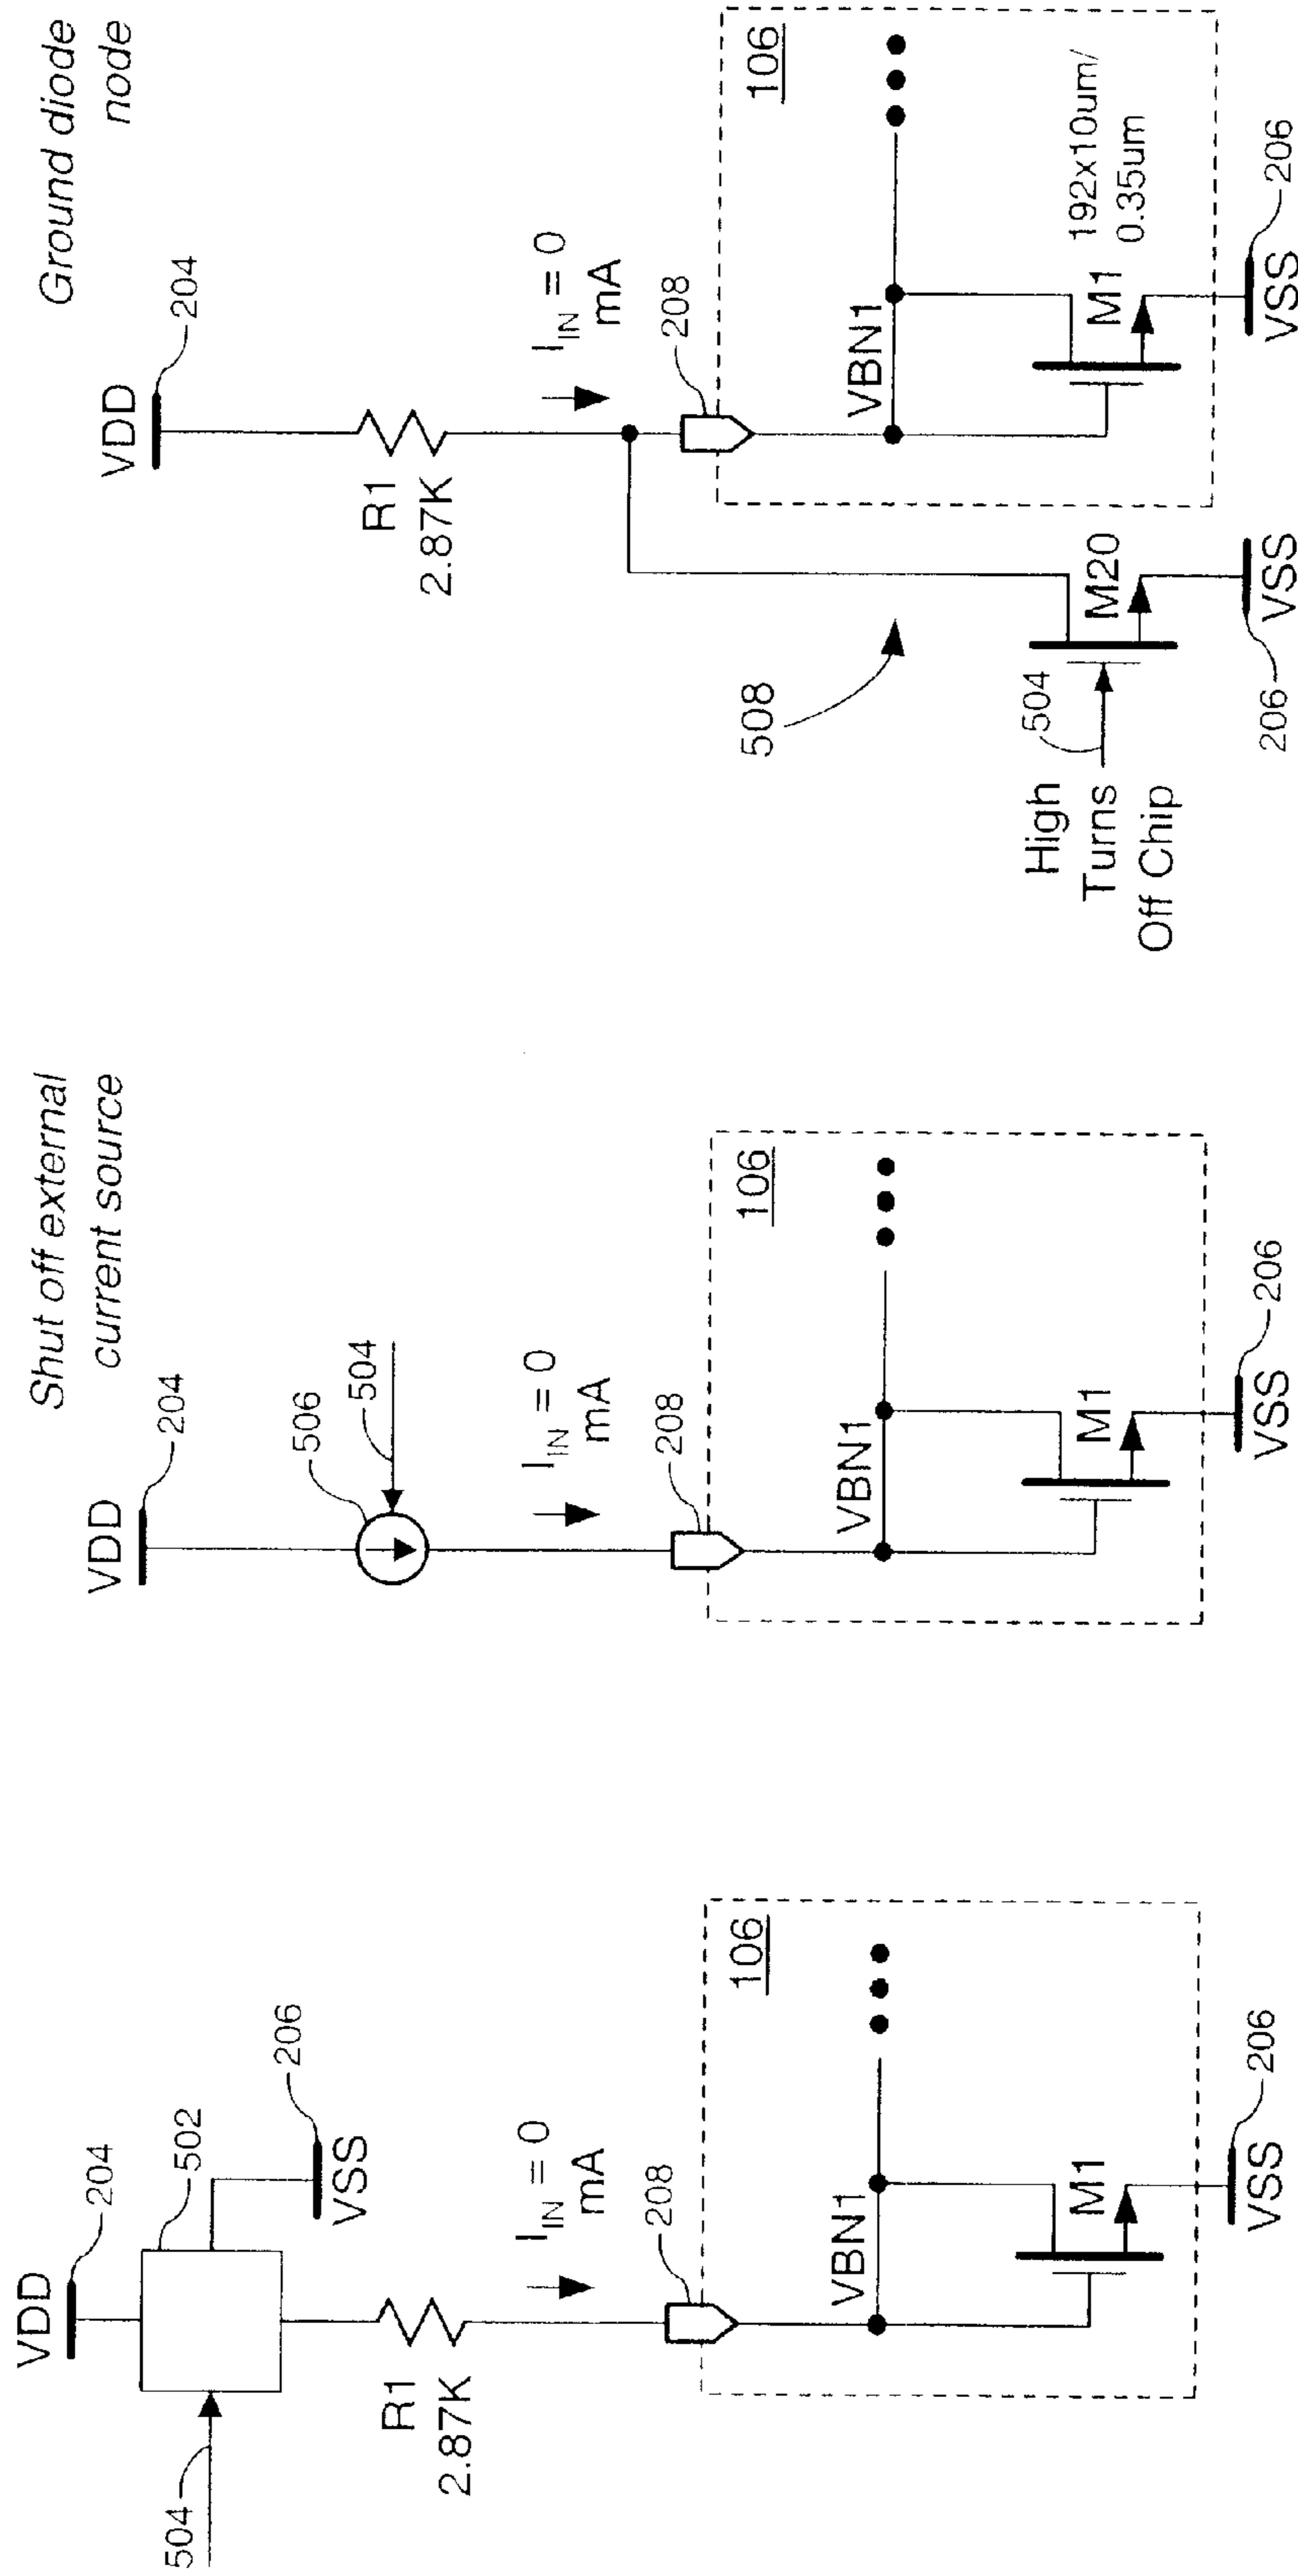 504
VDD
204
502
206
VSS
R1
2.87K
I_IN = 0
mA
208
106
VBN1
M1
206
VSS
Shut off external
current source
VDD
204
506
504
I_IN = 0
mA
208
106
VBN1
M1
206
VSS
Ground diode
node
VDD
204
R1
2.87K
I_IN = 0
mA
208
106
VBN1
192x10um/
0.35um
M1
206
VSS
508
504
High
Turns
Off Chip
M20
206
VSS